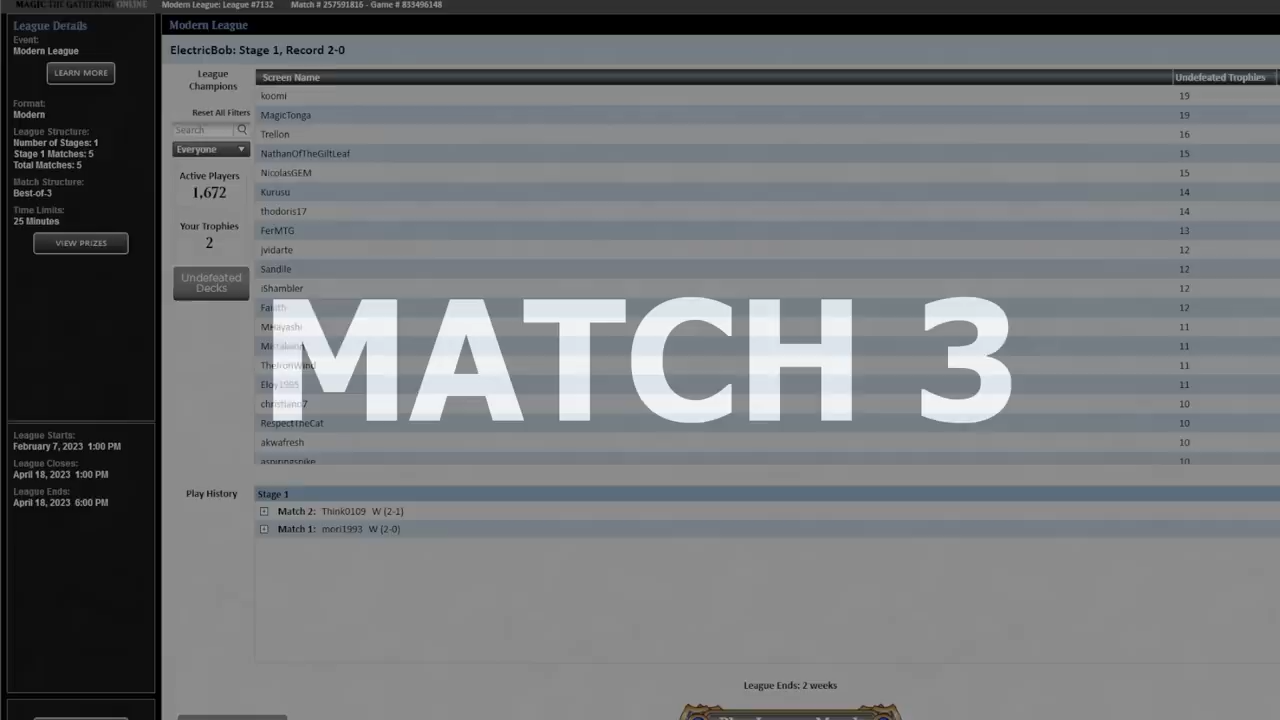 MAGIC THE GATHERING ONLINE
Modern League: League #7132
Match # 257591816 - Game # 833496148
League Details
Event:
Modern League
LEARN MORE
Format:
Modern
League Structure:
Number of Stages: 1
Stage 1 Matches: 5
Total Matches: 5
Match Structure:
Best-of-3
Time Limits:
25 Minutes
VIEW PRIZES
League Starts:
February 7, 2023 1:00 PM
League Closes:
April 18, 2023 1:00 PM
League Ends:
April 18, 2023 6:00 PM
Modern League
ElectricBob: Stage 1, Record 2-0
League
Champions
Reset All Filters
Search
Everyone
Active Players
1,672
Your Trophies
2
Undefeated
Decks
Screen Name Undefeated Trophies
koomi 19
MagicTonga 19
Trellon 16
NathanOfTheGiltLeaf 15
NicolasGEM 15
Kurusu 14
thodoris17 14
FerMTG 13
jvidarte 12
Sandile 12
iShambler 12
12
MHayashi 11
11
TheIronWind 11
Eloy1995 11
christiano7 10
RespectTheCat 10
akwafresh 10
aspiringspike 10
MATCH 3
Play History
Stage 1
Match 2: Think0109 W (2-1)
Match 1: mori1993 W (2-0)
League Ends: 2 weeks